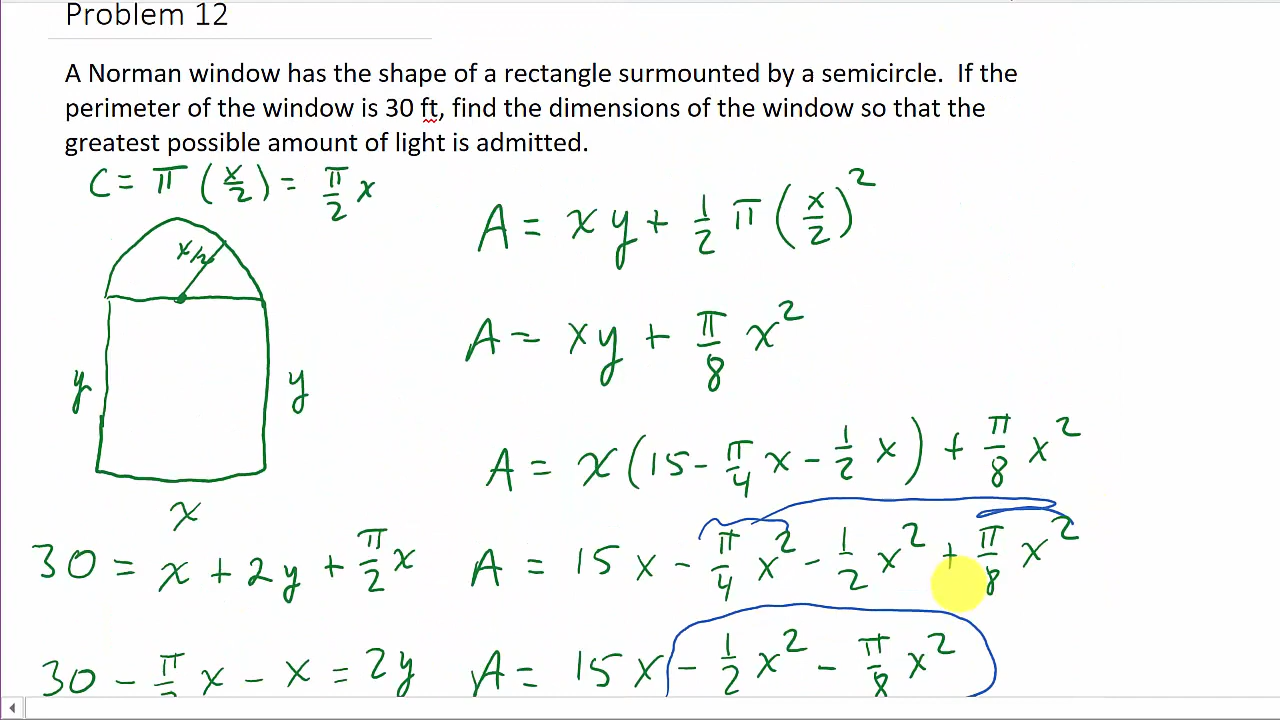 Problem 12
A Norman window has the shape of a rectangle surmounted by a semicircle.  If the
perimeter of the window is 30 ft, find the dimensions of the window so that the
greatest possible amount of light is admitted.
C = π (x/2) = π/2 x
x/2
y
y
x
30 = x + 2y + π/2 x
30 - π/2 x - x = 2y
A = xy + 1/2 π (x/2)²
A = xy + π/8 x²
A = x(15 - π/4 x - 1/2 x) + π/8 x²
A = 15x - π/4 x² - 1/2 x² + π/8 x²
A = 15x - 1/2 x² - π/8 x²